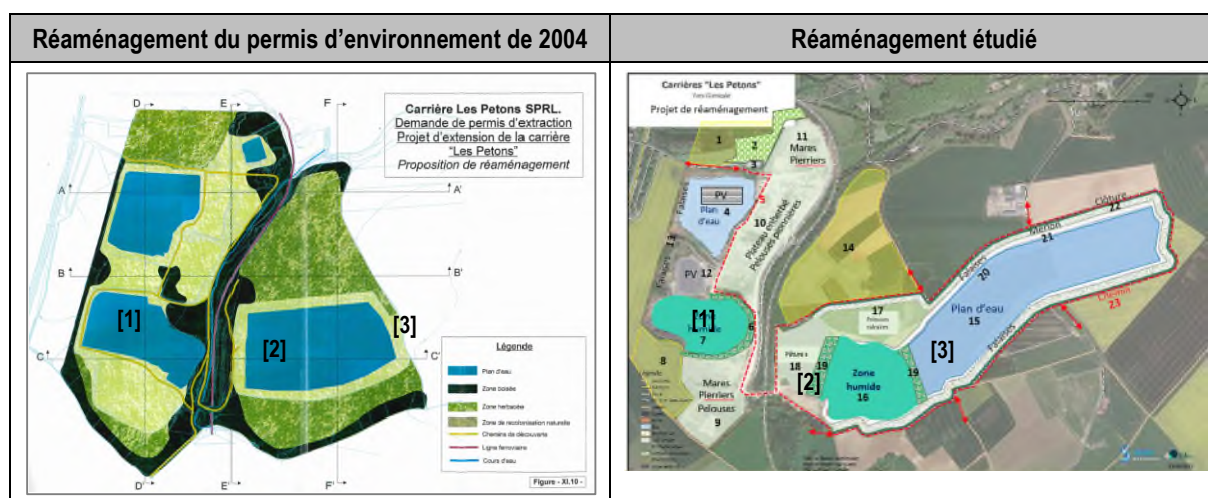 Réaménagement du permis d'environnement de 2004
Réaménagement étudié
D E F
Carrière Les Petons SPRL.
Demande de permis d'extraction
Projet d'extension de la carrière
"Les Petons"
Proposition de réaménagement
A A'
B B'
[1]
[2]
[3]
C C'
Légende
Plan d'eau
Zone boisée
Zone herbacée
Zone de recolonisation naturelle
Chemins de découverte
Ligne ferroviaire
Cours d'eau
D' E' F'
Figure - XI.10 -
Carrières "Les Petons"
Projet de réaménagement
1
2
3
11
Mares
Pierriers
Falaises
PV
Plan
4
d'eau
5
10
Plateau enherbé
Pelouses pionnières
13
Falaises
PV 12
14
Clôture
22
Merlon
21
Falaises
20
Plan d'eau
15
Falaises
Chemin
23
[1]
humide
7
6
17
Pelouses
calcaires
[3]
8
18
19
[2]
Zone
humide
16
19
Mares
Pierriers
Pelouses
9